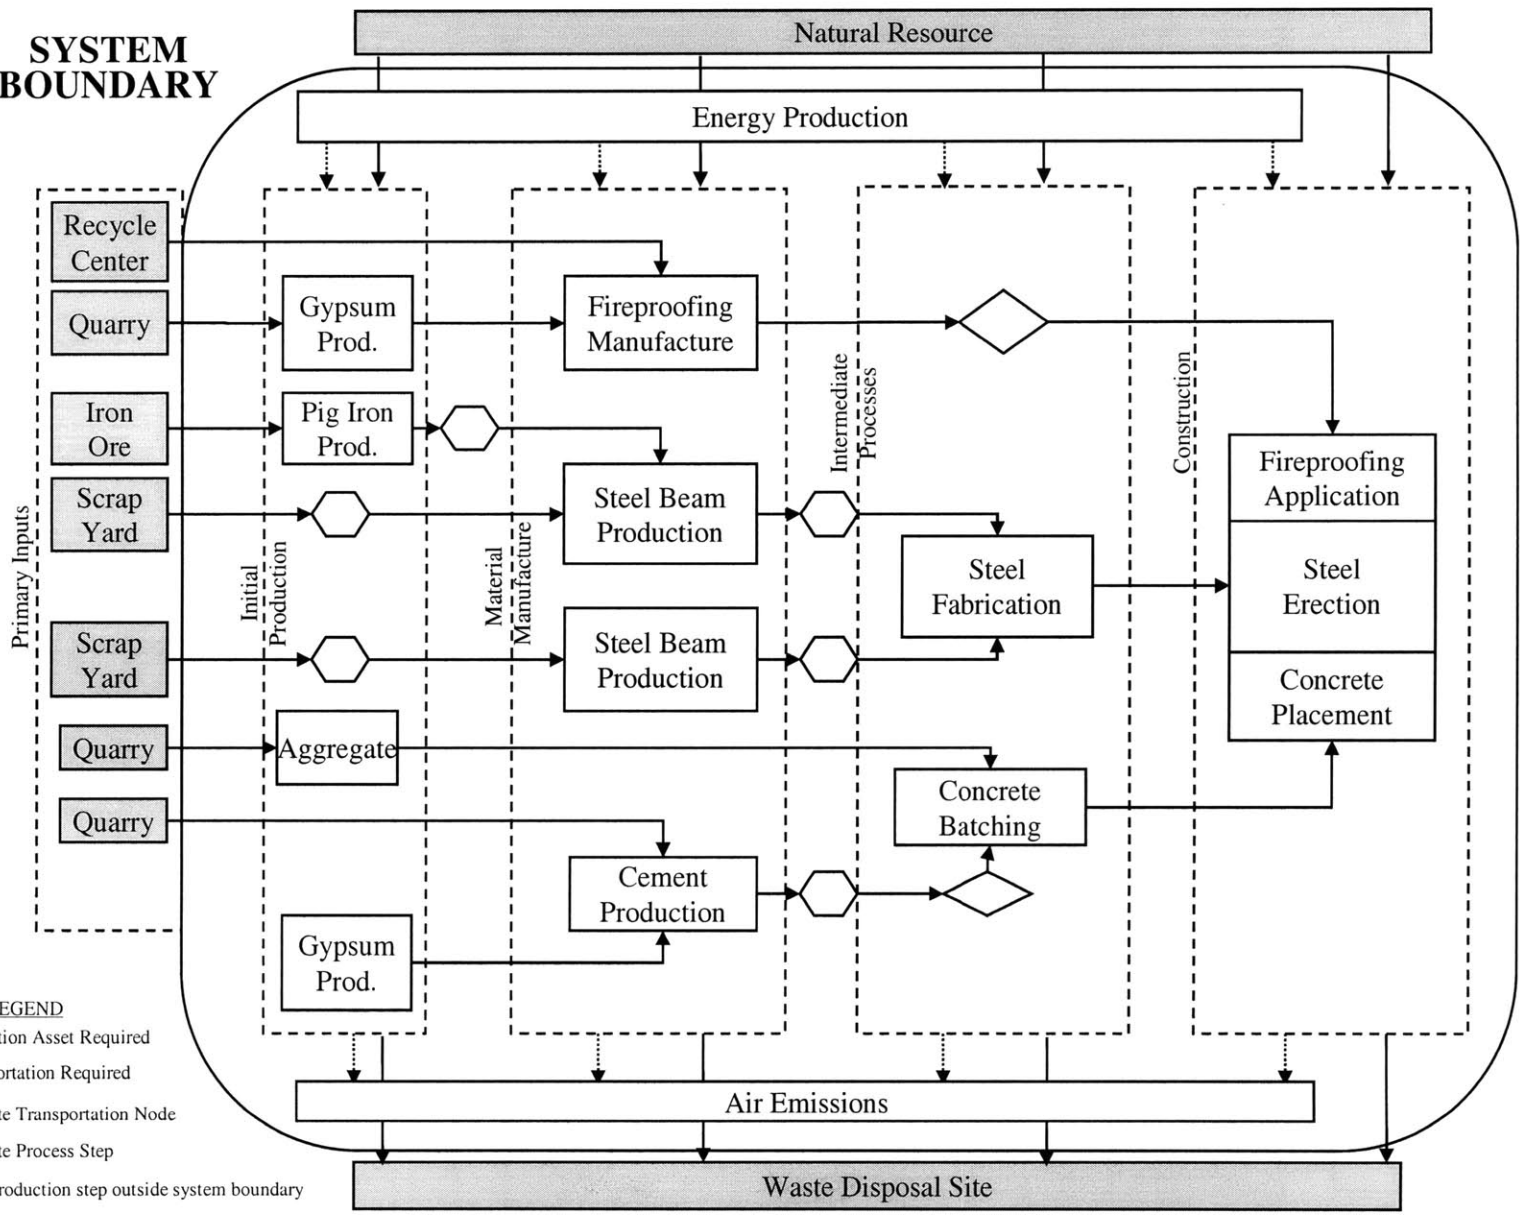 SYSTEM
BOUNDARY
Natural Resource
Energy Production
Primary Inputs
Recycle
Center
Quarry
Iron
Ore
Scrap
Yard
Scrap
Yard
Quarry
Quarry
Initial
Production
Gypsum
Prod.
Pig Iron
Prod.
Aggregate
Gypsum
Prod.
Material
Manufacture
Fireproofing
Manufacture
Steel Beam
Production
Steel Beam
Production
Cement
Production
Intermediate
Processes
Steel
Fabrication
Concrete
Batching
Construction
Fireproofing
Application
Steel
Erection
Concrete
Placement
Air Emissions
Waste Disposal Site
EGEND
tion Asset Required
ortation Required
te Transportation Node
te Process Step
roduction step outside system boundary